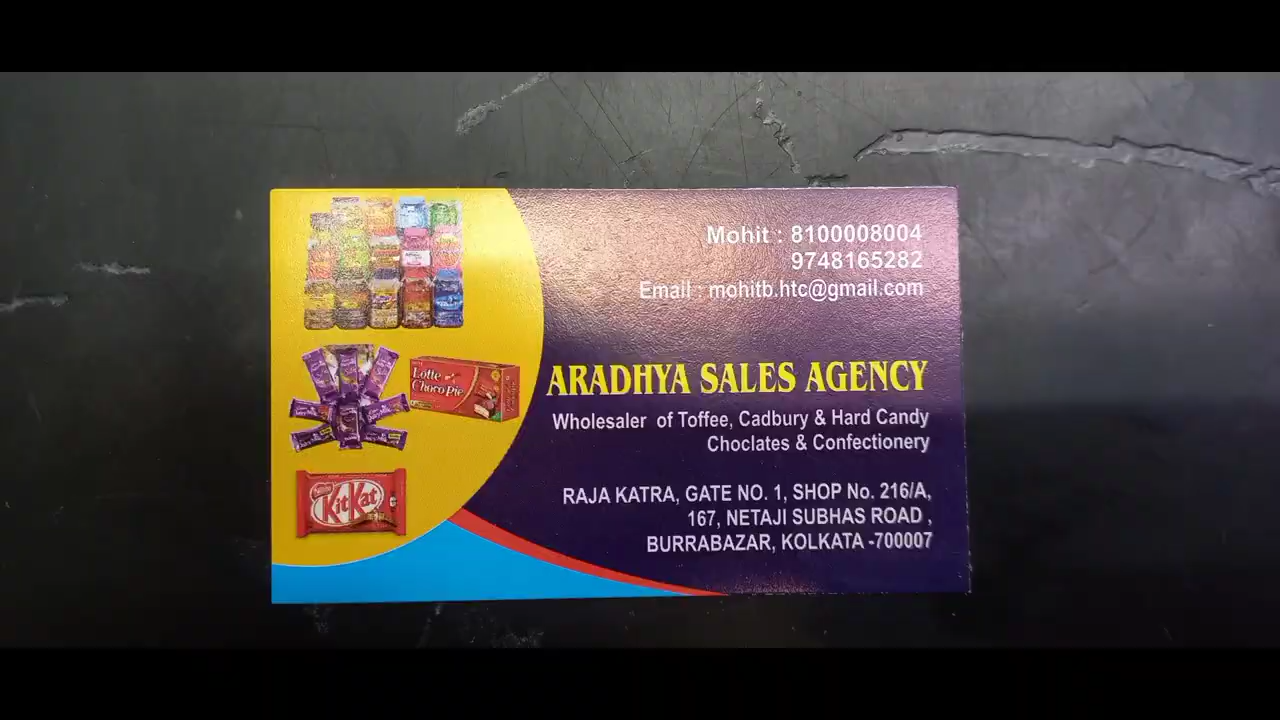 Mohit : 8100008004
9748165282
Email : mohitb.htc@gmail.com
ARADHYA SALES AGENCY
Wholesaler of Toffee, Cadbury & Hard Candy
Choclates & Confectionery
RAJA KATRA, GATE NO. 1, SHOP No. 216/A,
167, NETAJI SUBHAS ROAD ,
BURRABAZAR, KOLKATA -700007
Lotte
Choco Pie
Nestle
KitKat